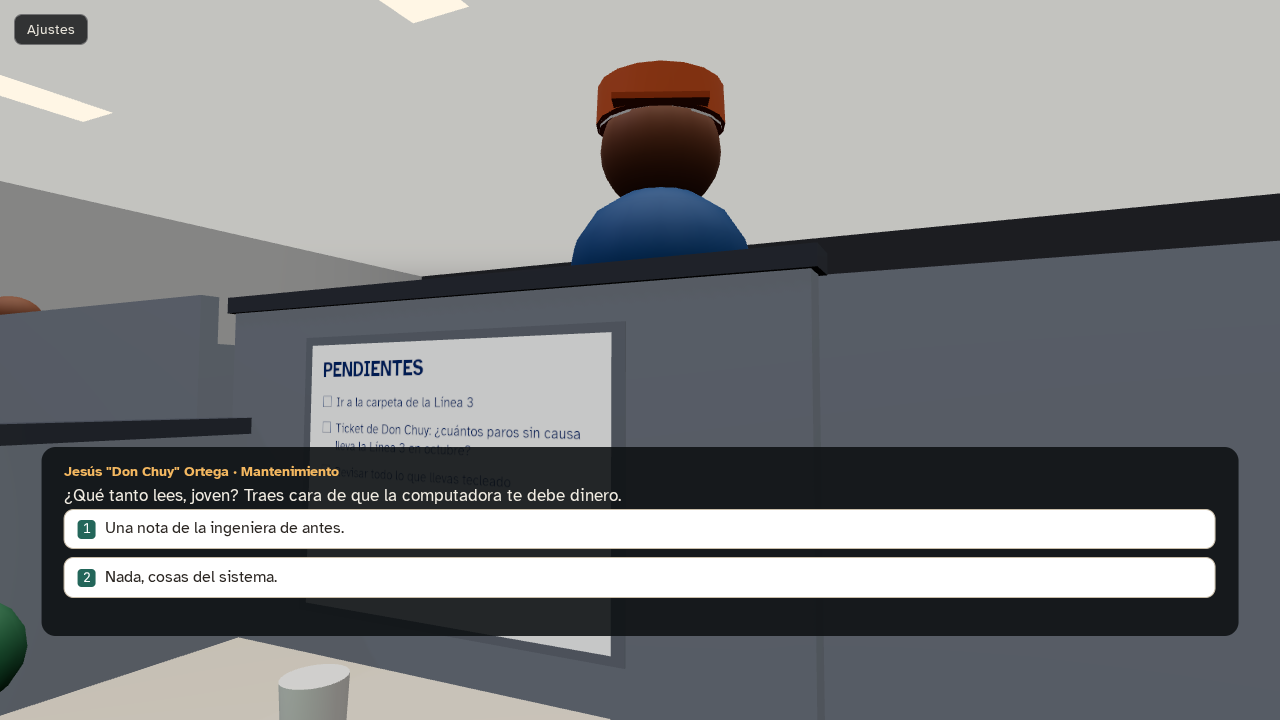 Ajustes
PENDIENTES
Ir a la carpeta de la Línea 3
Ticket de Don Chuy: ¿cuántos paros sin causa
lleva la Línea 3 en octubre?
Revisar todo lo que llevas tecleado
Jesús "Don Chuy" Ortega · Mantenimiento
¿Qué tanto lees, joven? Traes cara de que la computadora te debe dinero.
1 Una nota de la ingeniera de antes.
2 Nada, cosas del sistema.